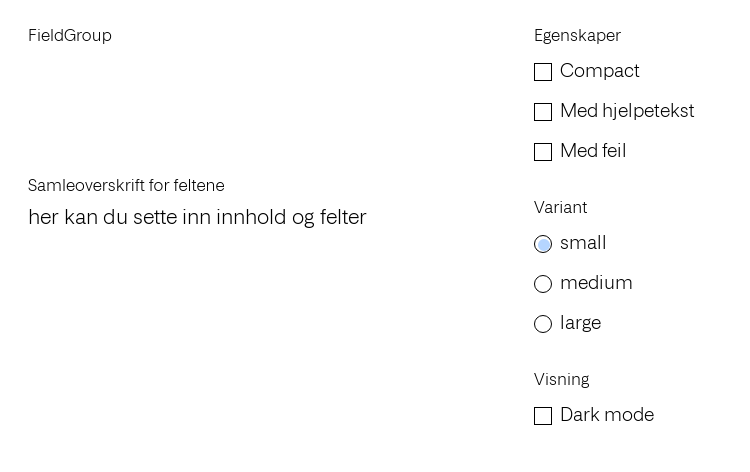 FieldGroup
Samleoverskrift for feltene
her kan du sette inn innhold og felter
Egenskaper
Compact
Med hjelpetekst
Med feil
Variant
small
medium
large
Visning
Dark mode